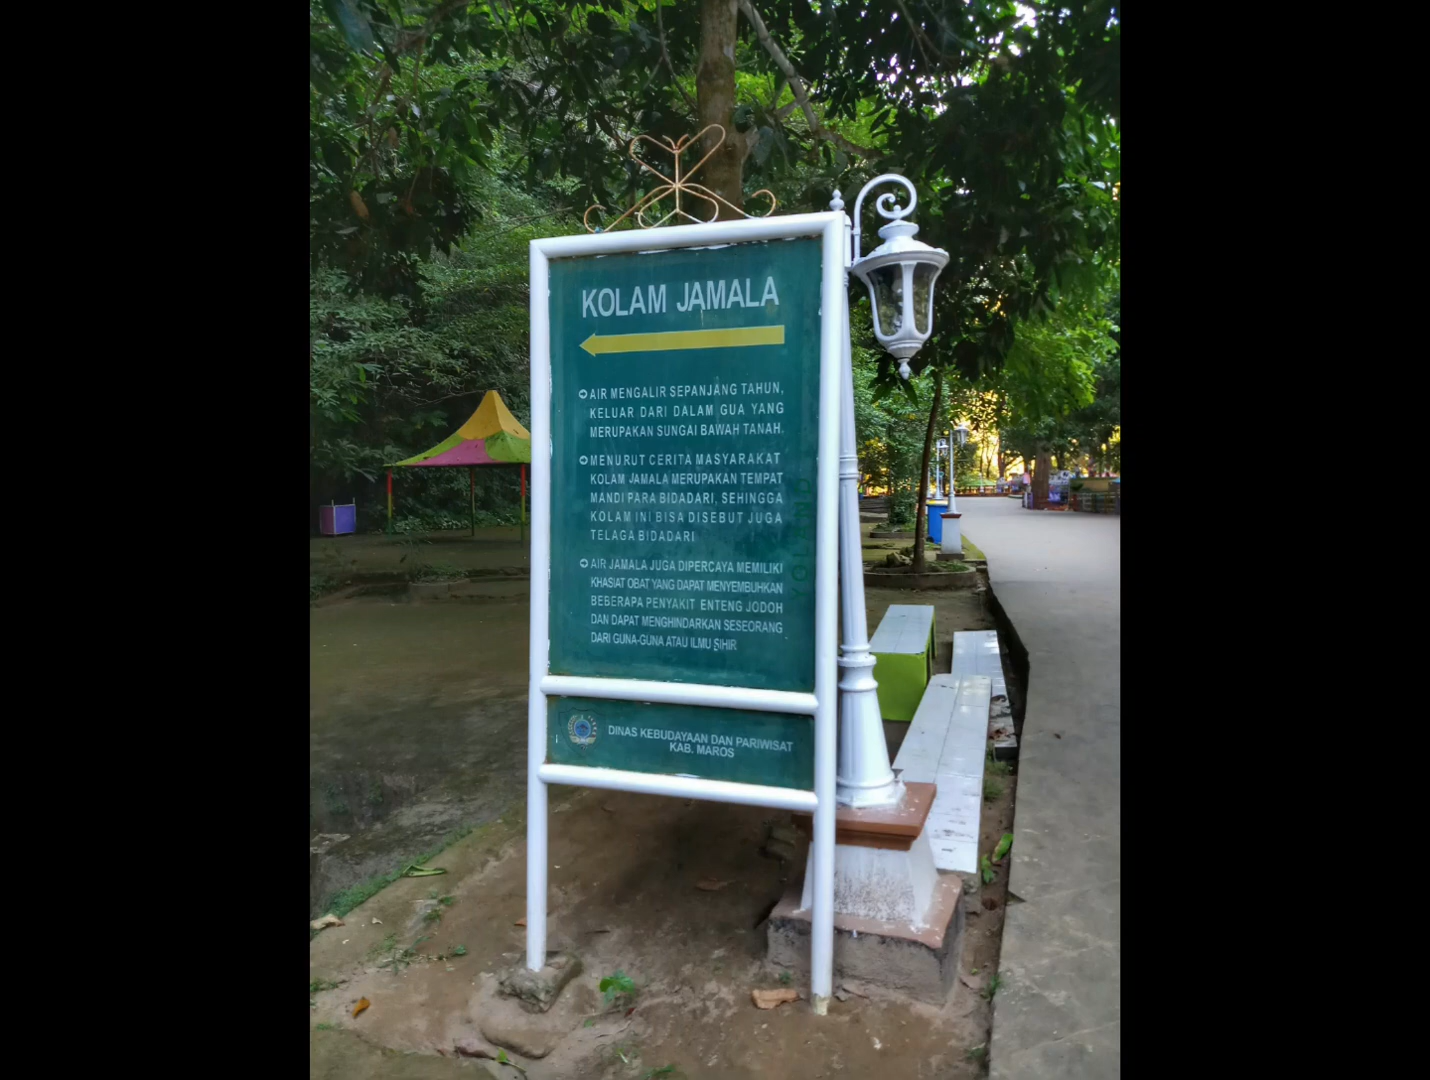 KOLAM JAMALA
AIR MENGALIR SEPANJANG TAHUN,
KELUAR DARI DALAM GUA YANG
MERUPAKAN SUNGAI BAWAH TANAH.
MENURUT CERITA MASYARAKAT
KOLAM JAMALA MERUPAKAN TEMPAT
MANDI PARA BIDADARI, SEHINGGA
KOLAM INI BISA DISEBUT JUGA
TELAGA BIDADARI
AIR JAMALA JUGA DIPERCAYA MEMILIKI
KHASIAT OBAT YANG DAPAT MENYEMBUHKAN
BEBERAPA PENYAKIT ENTENG JODOH
DAN DAPAT MENGHINDARKAN SESEORANG
DARI GUNA-GUNA ATAU ILMU SIHIR
DINAS KEBUDAYAAN DAN PARIWISAT
KAB. MAROS